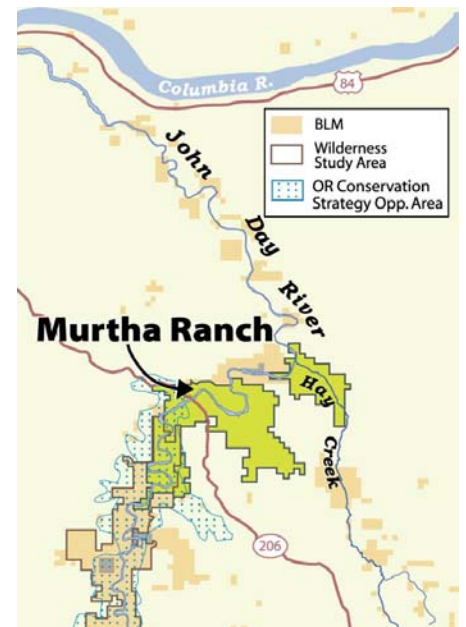 Columbia R.
84
BLM
Wilderness
Study Area
OR Conservation
Strategy Opp. Area
John
Day
River
Murtha Ranch
Hay
Creek
206